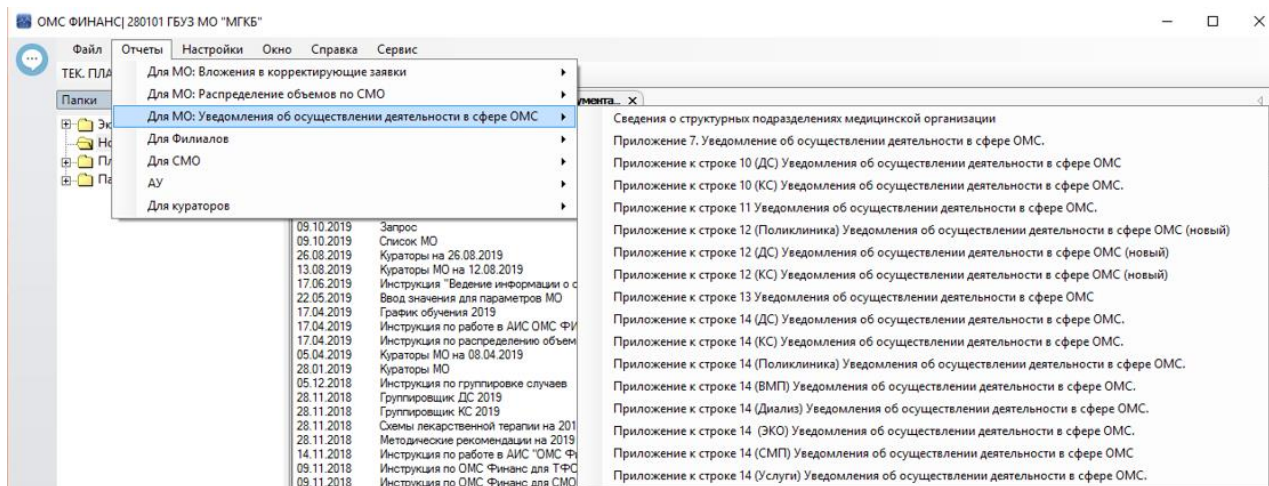 ОМС ФИНАНС| 280101 ГБУЗ МО "МГКБ"
Файл Отчеты Настройки Окно Справка Сервис
ТЕК. ПЛА
Для МО: Вложения в корректирующие заявки
Для МО: Распределение объемов по СМО
Для МО: Уведомления об осуществлении деятельности в сфере ОМС
Для Филиалов
Для СМО
АУ
Для кураторов
Папки
Эк
Но
Пл
Па
мента... X
Сведения о структурных подразделениях медицинской организации
Приложение 7. Уведомление об осуществлении деятельности в сфере ОМС.
Приложение к строке 10 (ДС) Уведомления об осуществлении деятельности в сфере ОМС
Приложение к строке 10 (КС) Уведомления об осуществлении деятельности в сфере ОМС.
Приложение к строке 11 Уведомления об осуществлении деятельности в сфере ОМС.
Приложение к строке 12 (Поликлиника) Уведомления об осуществлении деятельности в сфере ОМС (новый)
Приложение к строке 12 (ДС) Уведомления об осуществлении деятельности в сфере ОМС (новый)
Приложение к строке 12 (КС) Уведомления об осуществлении деятельности в сфере ОМС (новый)
Приложение к строке 13 Уведомления об осуществлении деятельности в сфере ОМС
Приложение к строке 14 (ДС) Уведомления об осуществлении деятельности в сфере ОМС.
Приложение к строке 14 (КС) Уведомления об осуществлении деятельности в сфере ОМС.
Приложение к строке 14 (Поликлиника) Уведомления об осуществлении деятельности в сфере ОМС.
Приложение к строке 14 (ВМП) Уведомления об осуществлении деятельности в сфере ОМС.
Приложение к строке 14 (Диализ) Уведомления об осуществлении деятельности в сфере ОМС.
Приложение к строке 14 (ЭКО) Уведомления об осуществлении деятельности в сфере ОМС.
Приложение к строке 14 (СМП) Уведомления об осуществлении деятельности в сфере ОМС
Приложение к строке 14 (Услуги) Уведомления об осуществлении деятельности в сфере ОМС.
09.10.2019 Запрос
09.10.2019 Список МО
26.08.2019 Кураторы на 26.08.2019
13.08.2019 Кураторы МО на 12.08.2019
17.06.2019 Инструкция "Ведение информации о с
22.05.2019 Ввод значения для параметров МО
17.04.2019 График обучения 2019
17.04.2019 Инструкция по работе в АИС ОМС ФИ
17.04.2019 Инструкция по распределению объем
05.04.2019 Кураторы МО на 08.04.2019
28.01.2019 Кураторы МО
05.12.2018 Инструкция по группировке случаев
28.11.2018 Группировщик ДС 2019
28.11.2018 Группировщик КС 2019
28.11.2018 Схемы лекарственной терапии на 201
28.11.2018 Методические рекомендации на 2019
14.11.2018 Инструкция по работе в АИС "ОМС Фи
09.11.2018 Инструкция по ОМС Финанс для ТФО
09.11.2018 Инструкция по ОМС Финанс для СМО